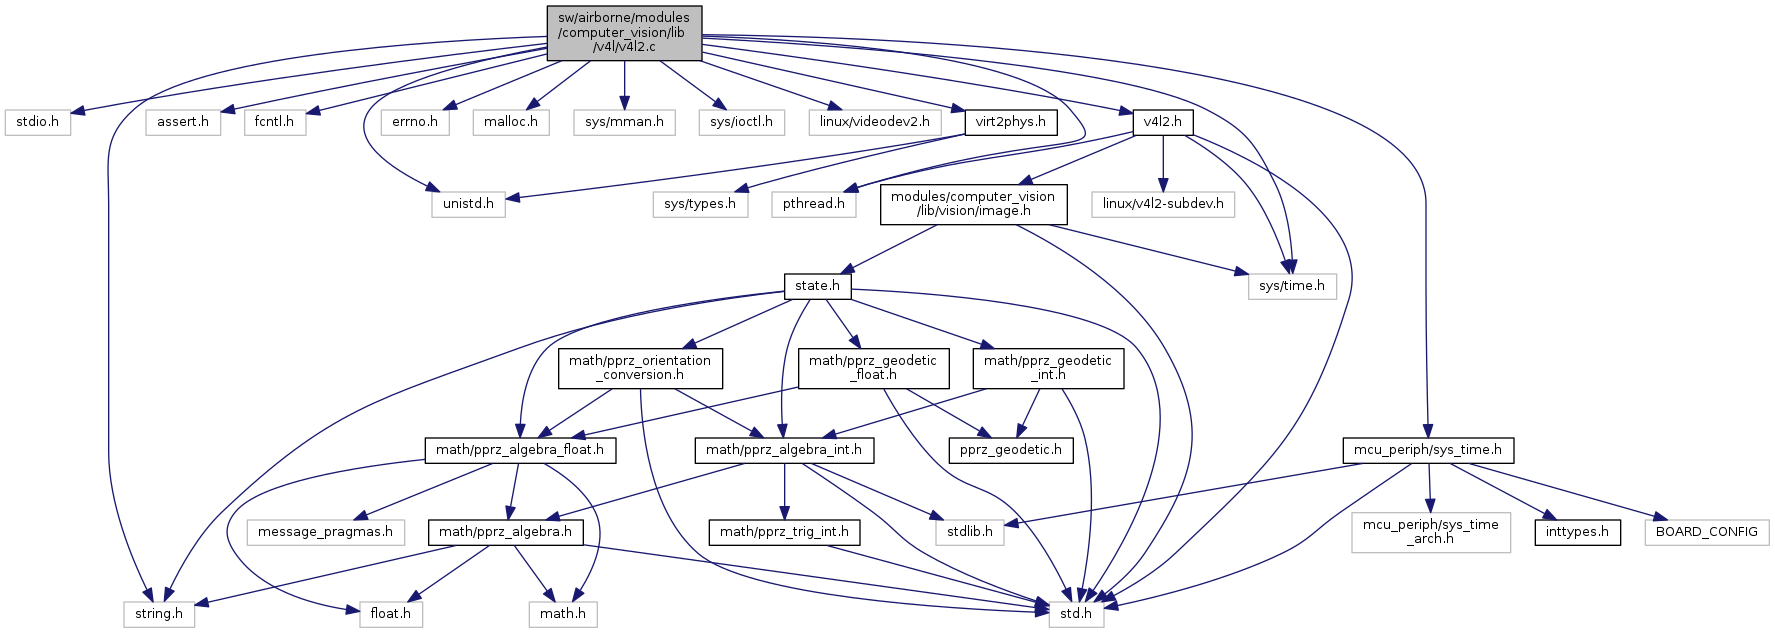 sw/airborne/modules
/computer_vision/lib
/v4l/v4l2.c
stdio.h
assert.h
fcntl.h
errno.h
malloc.h
sys/mman.h
sys/ioctl.h
linux/videodev2.h
virt2phys.h
v4l2.h
unistd.h
sys/types.h
pthread.h
modules/computer_vision
/lib/vision/image.h
linux/v4l2-subdev.h
state.h
sys/time.h
math/pprz_orientation
_conversion.h
math/pprz_geodetic
_float.h
math/pprz_geodetic
_int.h
math/pprz_algebra_float.h
math/pprz_algebra_int.h
pprz_geodetic.h
mcu_periph/sys_time.h
message_pragmas.h
math/pprz_algebra.h
math/pprz_trig_int.h
stdlib.h
mcu_periph/sys_time
_arch.h
inttypes.h
BOARD_CONFIG
string.h
float.h
math.h
std.h